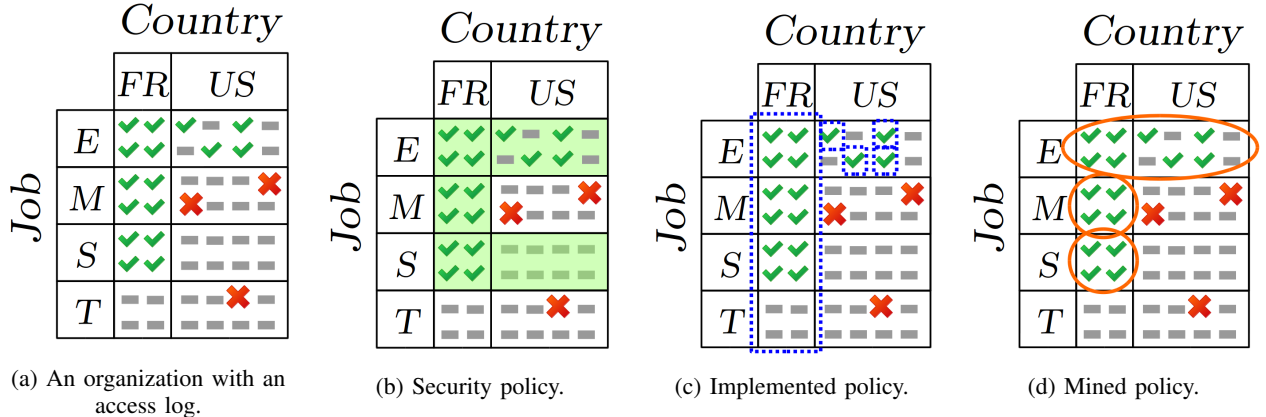 Country
FR US
E
M
S
T
Job
(a) An organization with an
access log.
Country
FR US
E
M
S
T
Job
(b) Security policy.
Country
FR US
E
M
S
T
Job
(c) Implemented policy.
Country
FR US
E
M
S
T
Job
(d) Mined policy.